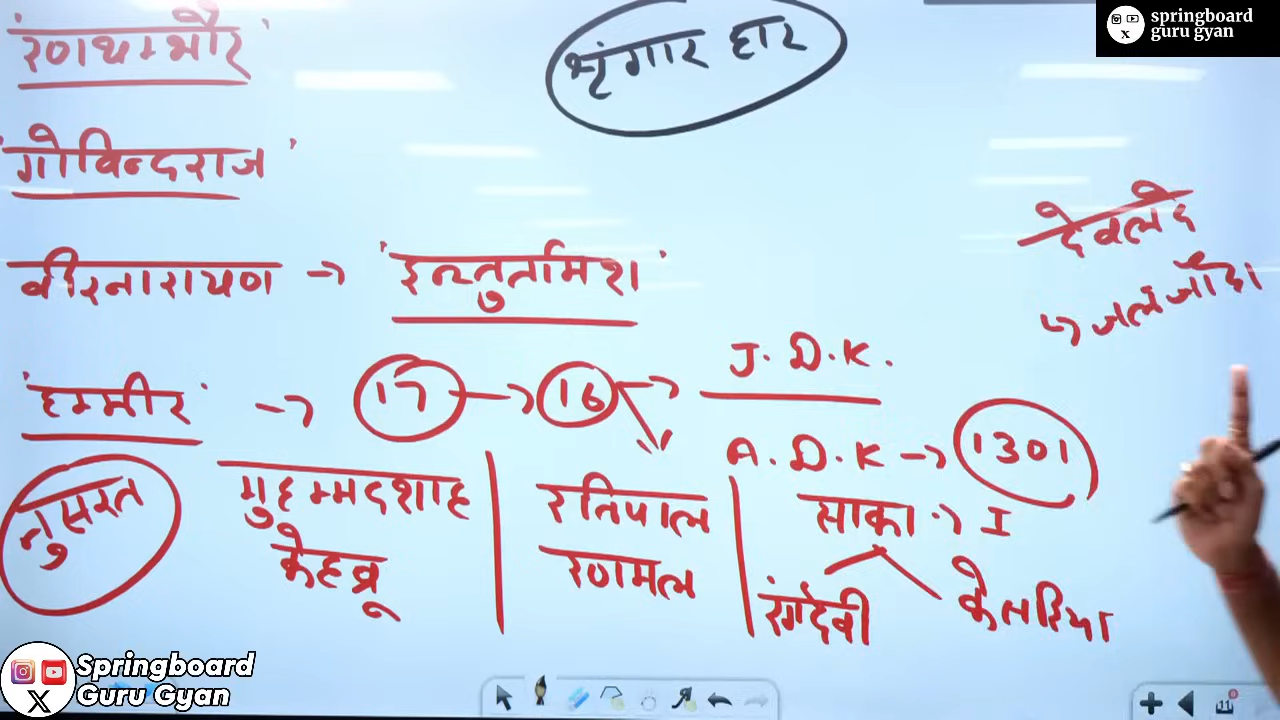 springboard
guru gyan
'रणथम्भौर'
श्रृंगार हार
'गोविन्दराज'
देवलदे
↳ जलजौहर
वीरनारायण → 'इल्तुतमिश'
'हम्मीर' → 17 → 16 → J. D. K.
A. D. K → 1301
नुसरत
मुहम्मदशाह
केहब्रू
रतिपाल
रणमल
साका → I
रंगदेवी
केसरिया
Springboard
Guru Gyan
11